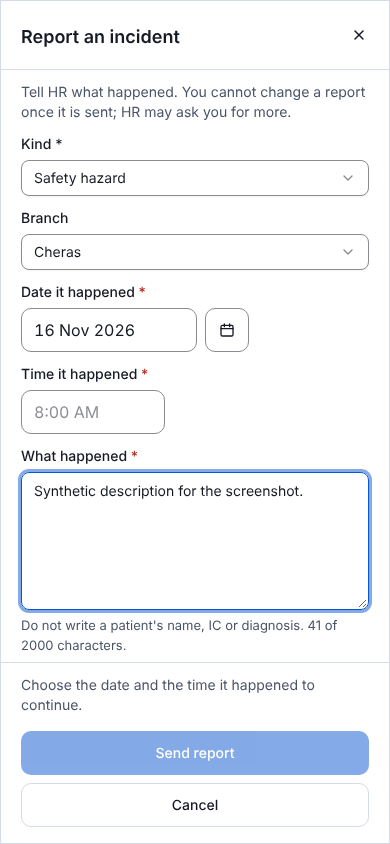 Report an incident
Tell HR what happened. You cannot change a report
once it is sent; HR may ask you for more.
Kind *
Safety hazard
Branch
Cheras
Date it happened *
16 Nov 2026
Time it happened *
8:00 AM
What happened *
Synthetic description for the screenshot.
Do not write a patient's name, IC or diagnosis. 41 of
2000 characters.
Choose the date and the time it happened to
continue.
Send report
Cancel